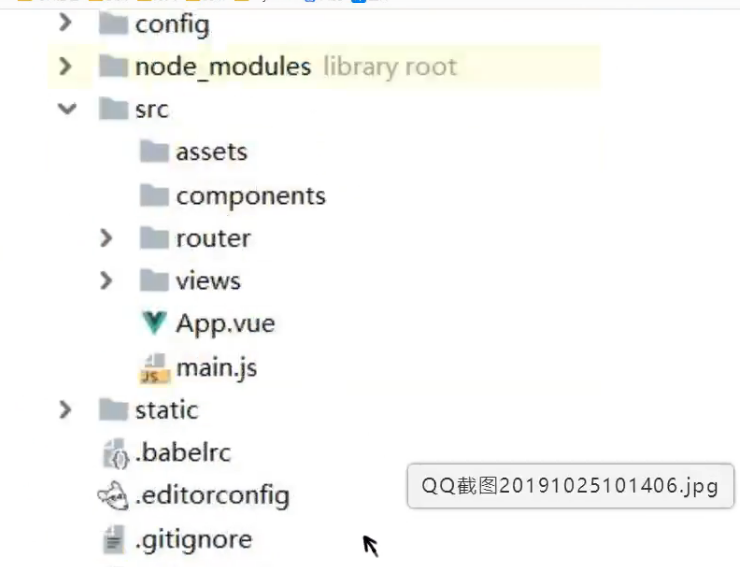 config
node_modules library root
src
assets
components
router
views
App.vue
JS main.js
static
.babelrc
.editorconfig
QQ截图20191025101406.jpg
.gitignore